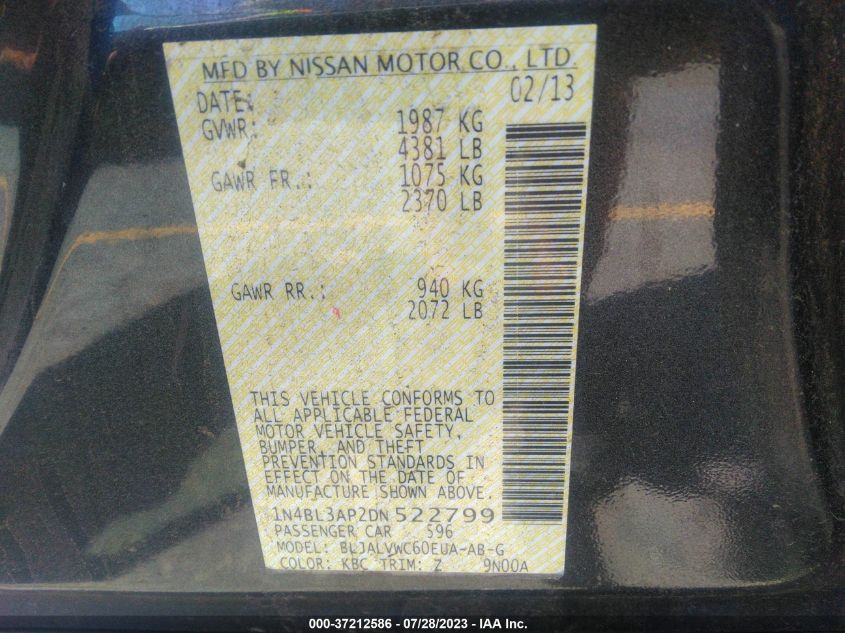 MFD BY NISSAN MOTOR CO., LTD.
DATE: 02/13
GVWR: 1987 KG
4381 LB
GAWR FR.: 1075 KG
2370 LB
GAWR RR.: 940 KG
2072 LB
THIS VEHICLE CONFORMS TO
ALL APPLICABLE FEDERAL
MOTOR VEHICLE SAFETY,
BUMPER, AND THEFT
PREVENTION STANDARDS IN
EFFECT ON THE DATE OF
MANUFACTURE SHOWN ABOVE.
1N4BL3AP2DN522799
PASSENGER CAR 596
MODEL: BLJALVWC60EUA-AB-G
COLOR: KBC TRIM: Z 9N00A
000-37212586 / 07/28/2023 - IAA Inc.